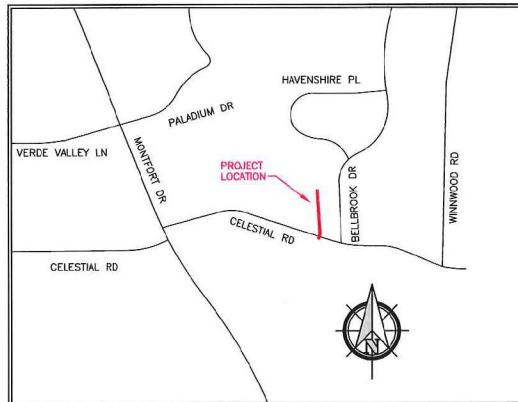 HAVENSHIRE PL
PALADIUM DR
VERDE VALLEY LN
MONTFORT DR
PROJECT
LOCATION
BELLBROOK DR
WINNWOOD RD
CELESTIAL RD
CELESTIAL RD
N